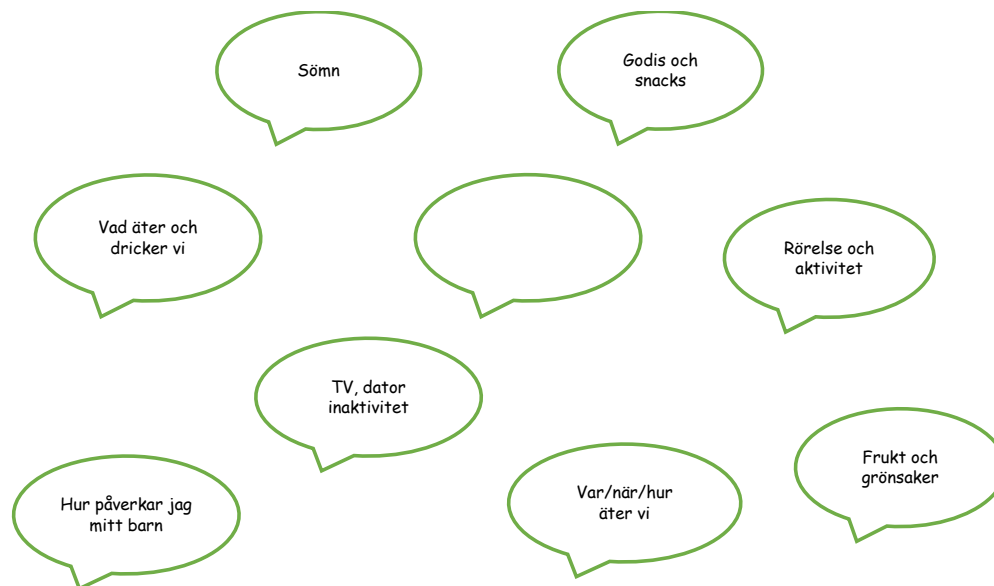 Sömn
Godis och
snacks
Vad äter och
dricker vi
Rörelse och
aktivitet
TV, dator
inaktivitet
Frukt och
grönsaker
Hur påverkar jag
mitt barn
Var/när/hur
äter vi